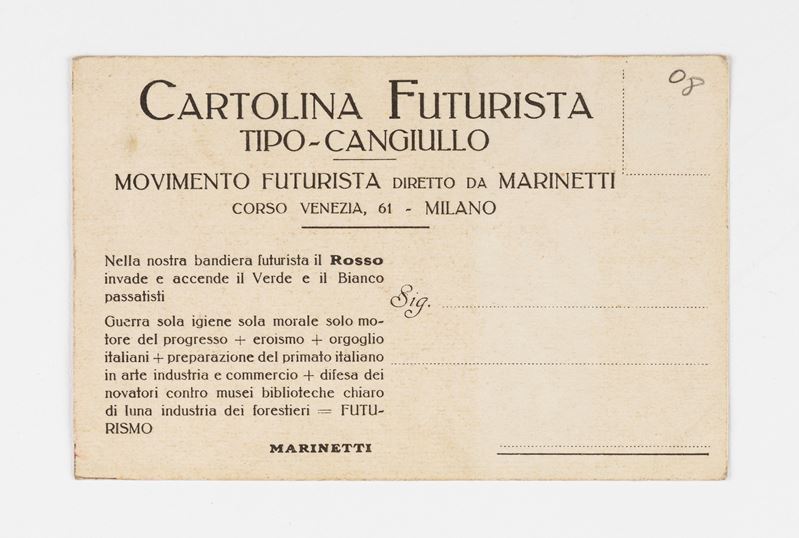 08
CARTOLINA FUTURISTA
TIPO-CANGIULLO
MOVIMENTO FUTURISTA DIRETTO DA MARINETTI
CORSO VENEZIA, 61 - MILANO
Nella nostra bandiera futurista il Rosso
invade e accende il Verde e il Bianco
passatisti
Guerra sola igiene sola morale solo mo-
tore del progresso + eroismo + orgoglio
italiani + preparazione del primato italiano
in arte industria e commercio + difesa dei
novatori contro musei biblioteche chiaro
di luna industria dei forestieri = FUTU-
RISMO
MARINETTI
Sig.